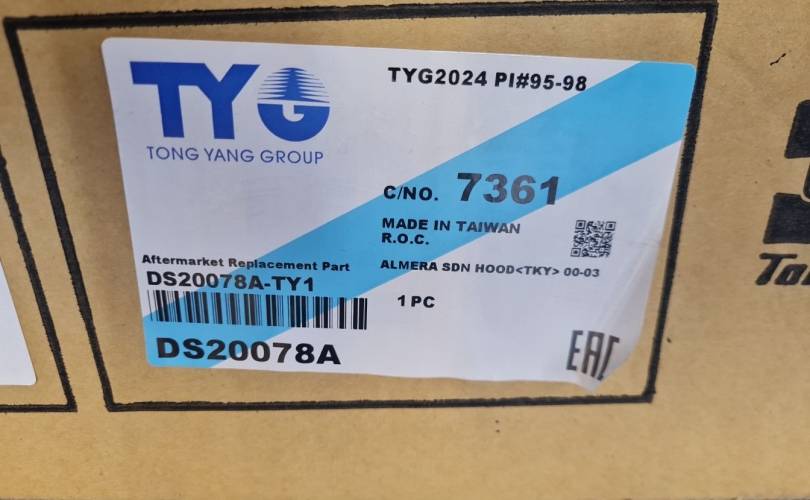 TYG
TONG YANG GROUP
TYG2024 PI#95-98
C/NO. 7361
MADE IN TAIWAN
R.O.C.
ALMERA SDN HOOD<TKY> 00-03
1 PC
Aftermarket Replacement Part
DS20078A-TY1
DS20078A
EAC